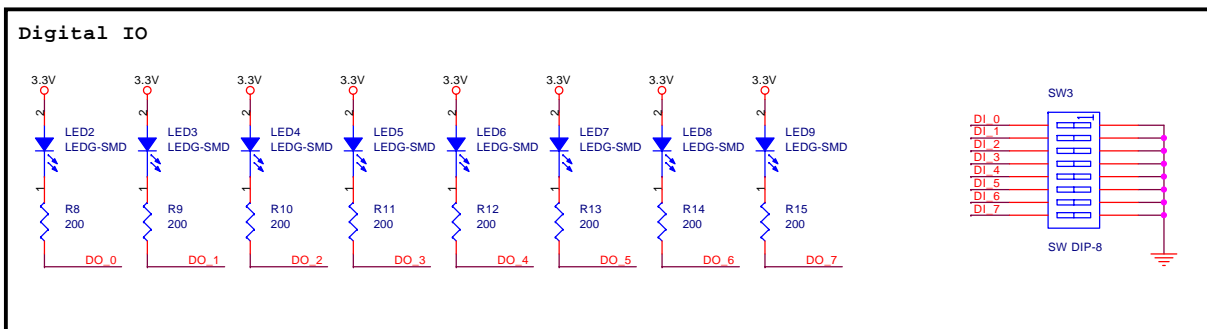 Digital IO
3.3V 3.3V 3.3V 3.3V 3.3V 3.3V 3.3V 3.3V
SW3
2 2 2 2 2 2 2 2
LED2 LED3 LED4 LED5 LED6 LED7 LED8 LED9
LEDG-SMD LEDG-SMD LEDG-SMD LEDG-SMD LEDG-SMD LEDG-SMD LEDG-SMD LEDG-SMD
1 1 1 1 1 1 1 1
R8 R9 R10 R11 R12 R13 R14 R15
200 200 200 200 200 200 200 200
DO_0 DO_1 DO_2 DO_3 DO_4 DO_5 DO_6 DO_7
DI_0 1
DI_1
DI_2
DI_3
DI_4
DI_5
DI_6
DI_7
SW DIP-8